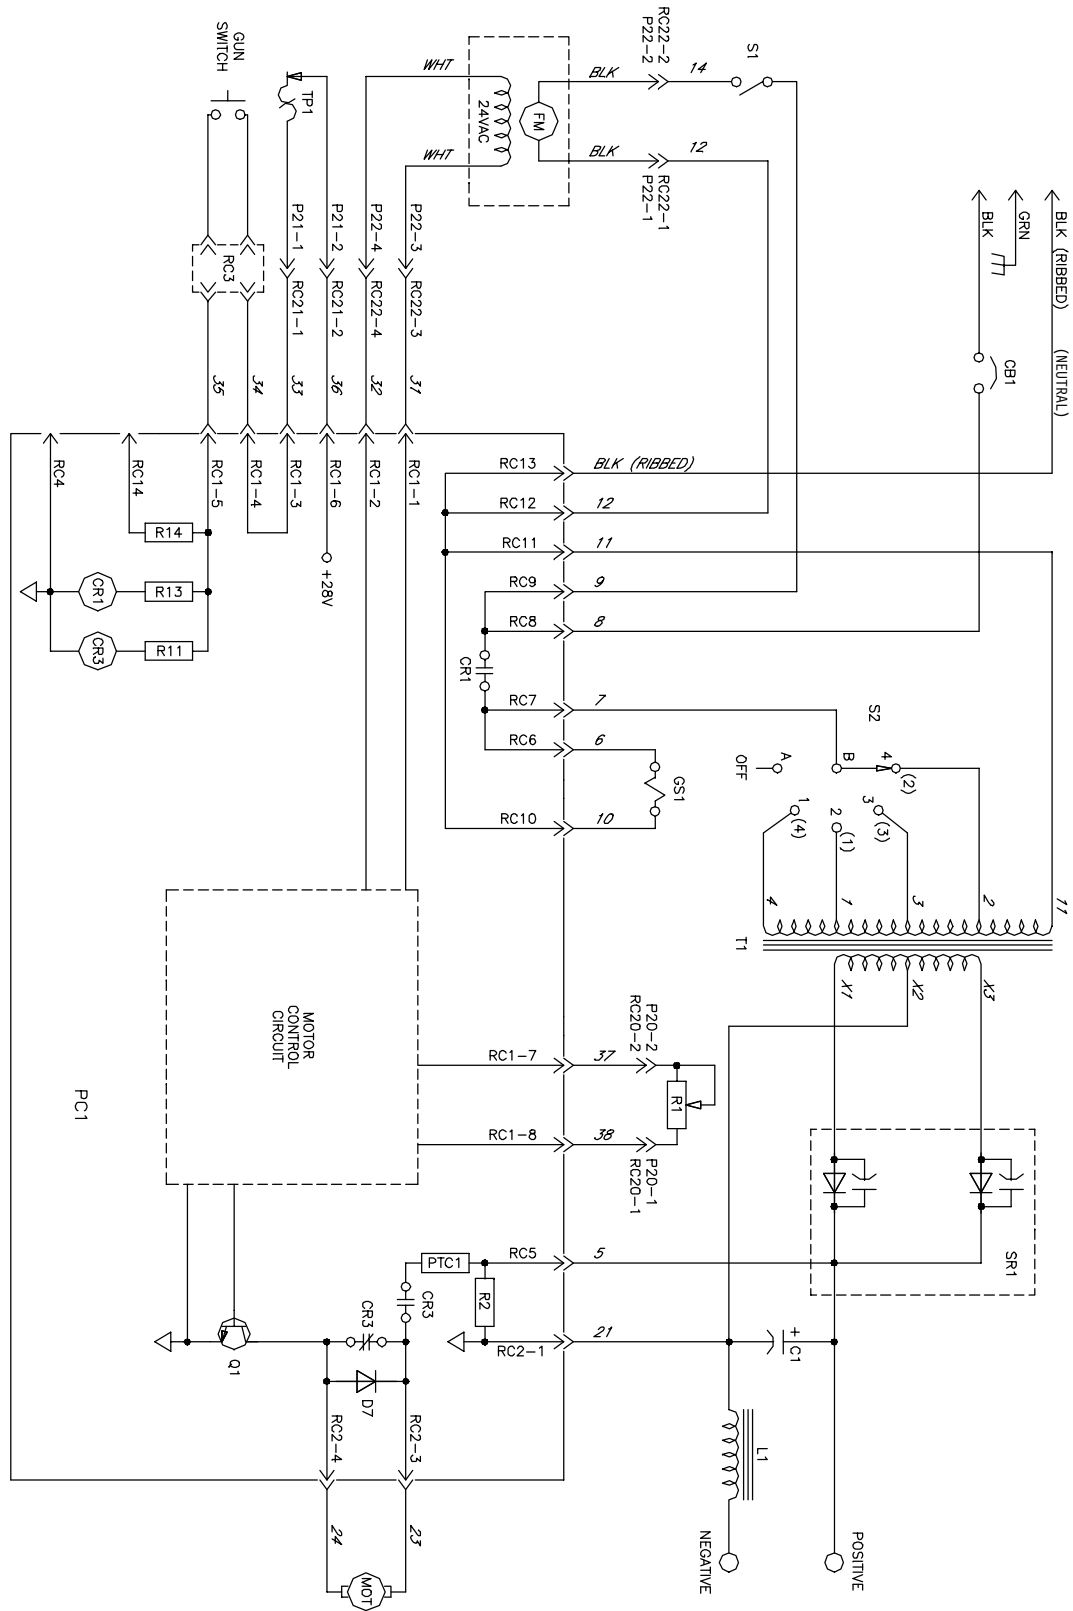 GUN
SWITCH
TP1
WHT
WHT
24VAC
FM
BLK
BLK
RC22-2
P22-2
RC22-1
P22-1
14
12
S1
BLK (RIBBED)
(NEUTRAL)
GRN
BLK
CB1
RC3
P21-1
RC21-1
P21-2
RC21-2
P22-4
RC22-4
P22-3
RC22-3
35
34
33
36
32
31
RC4
RC14
RC1-5
RC1-4
RC1-3
RC1-6
RC1-2
RC1-1
+28V
R14
R13
R11
CR1
CR3
RC13
BLK (RIBBED)
RC12
12
RC11
11
RC9
9
RC8
8
CR1
RC7
7
RC6
6
GS1
RC10
10
S2
OFF
A
B
4
(2)
1
(4)
2
(1)
3
(3)
4
1
3
2
11
T1
X1
X2
X3
MOTOR
CONTROL
CIRCUIT
PC1
RC1-7
37
P20-2
RC20-2
R1
RC1-8
38
P20-1
RC20-1
SR1
RC5
5
PTC1
R2
CR3
RC2-1
21
+
C1
Q1
CR3
D7
L1
RC2-4
RC2-3
24
23
MOT
NEGATIVE
POSITIVE